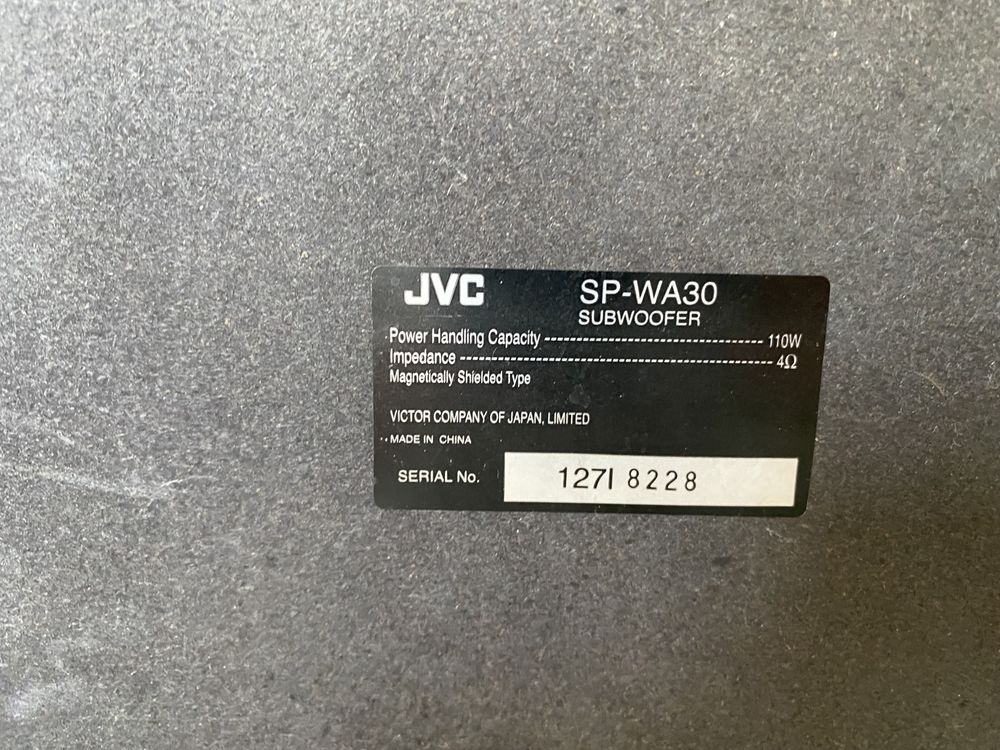 JVC SP-WA30
SUBWOOFER
Power Handling Capacity ---------------------------------- 110W
Impedance ------------------------------------------------- 4Ω
Magnetically Shielded Type
VICTOR COMPANY OF JAPAN, LIMITED
MADE IN CHINA
SERIAL No. 127I 8228